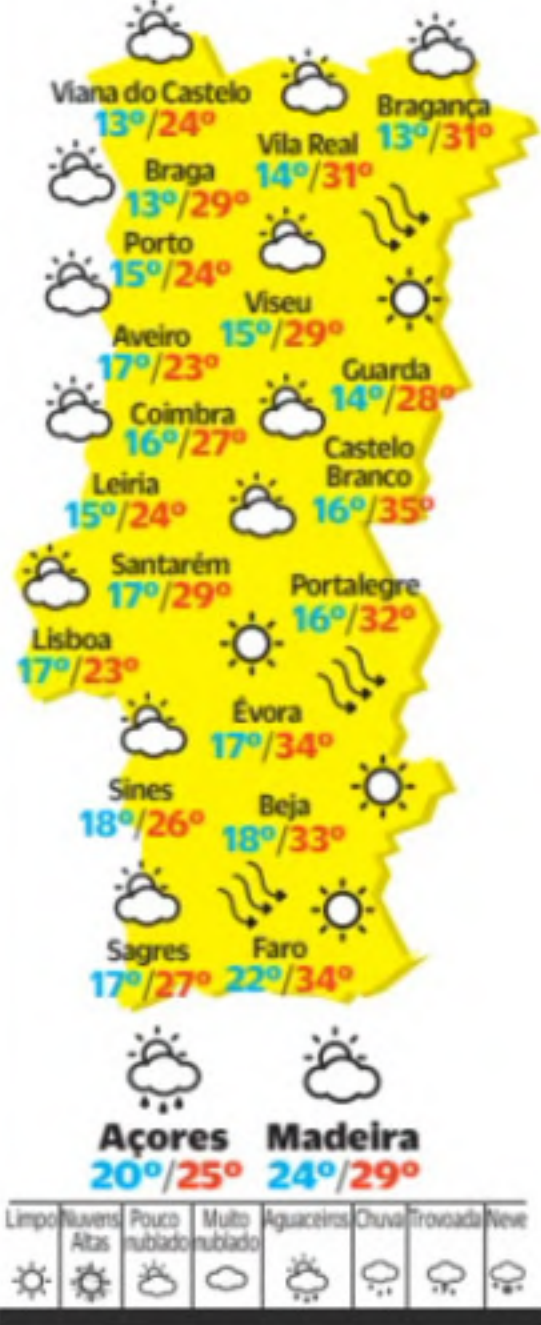 Viana do Castelo
13º/24º
Bragança
13º/31º
Vila Real
14º/31º
Braga
13º/29º
Porto
15º/24º
Viseu
15º/29º
Aveiro
17º/23º
Guarda
14º/28º
Coimbra
16º/27º
Castelo
Branco
16º/35º
Leiria
15º/24º
Santarém
17º/29º
Portalegre
16º/32º
Lisboa
17º/23º
Évora
17º/34º
Sines
18º/26º
Beja
18º/33º
Sagres
17º/27º
Faro
22º/34º
Açores
20º/25º
Madeira
24º/29º
Limpo
Nuvens
Altas
Pouco
nublado
Muito
nublado
Aguaceiros
Chuva
Trovoada
Neve